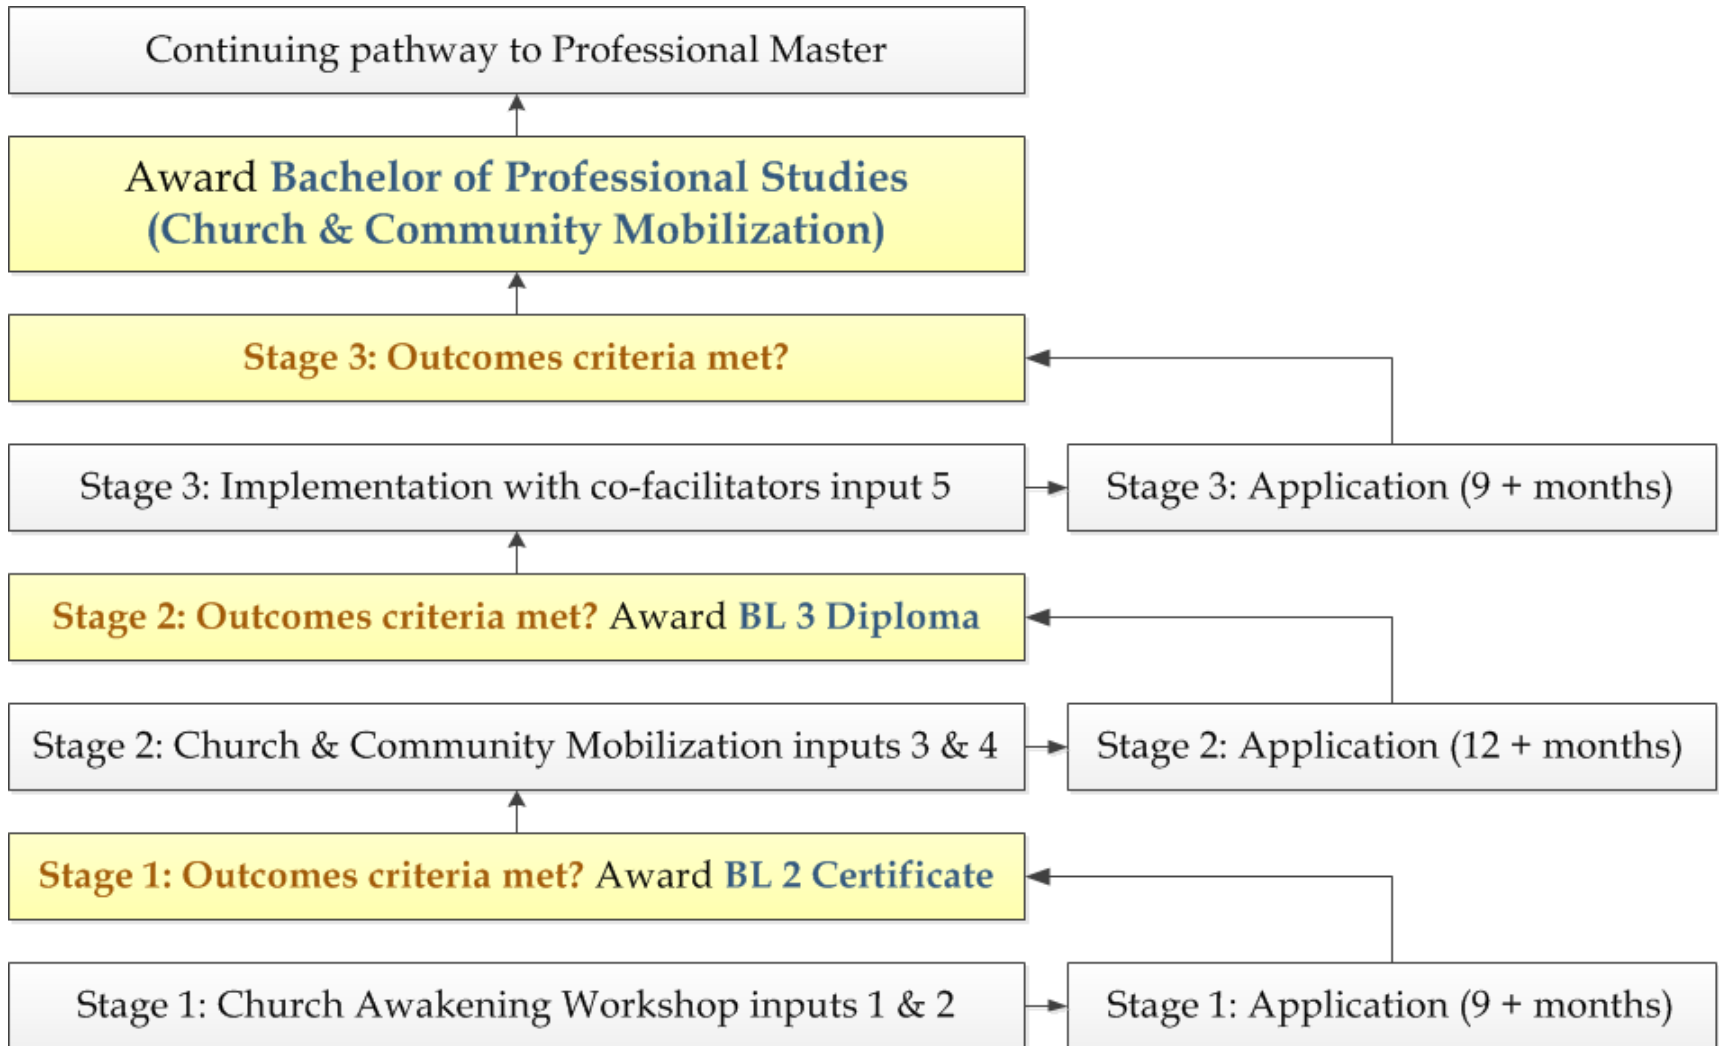 Continuing pathway to Professional Master
Award Bachelor of Professional Studies
(Church & Community Mobilization)
Stage 3: Outcomes criteria met?
Stage 3: Implementation with co-facilitators input 5
Stage 3: Application (9 + months)
Stage 2: Outcomes criteria met? Award BL 3 Diploma
Stage 2: Church & Community Mobilization inputs 3 & 4
Stage 2: Application (12 + months)
Stage 1: Outcomes criteria met? Award BL 2 Certificate
Stage 1: Church Awakening Workshop inputs 1 & 2
Stage 1: Application (9 + months)